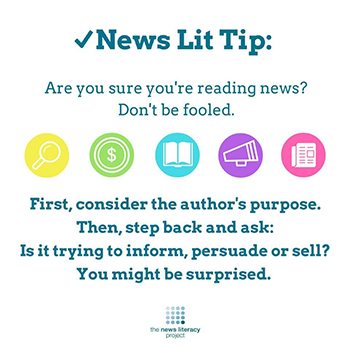 ✓News Lit Tip:
Are you sure you're reading news?
Don't be fooled.
$
First, consider the author's purpose.
Then, step back and ask:
Is it trying to inform, persuade or sell?
You might be surprised.
the news literacy
project